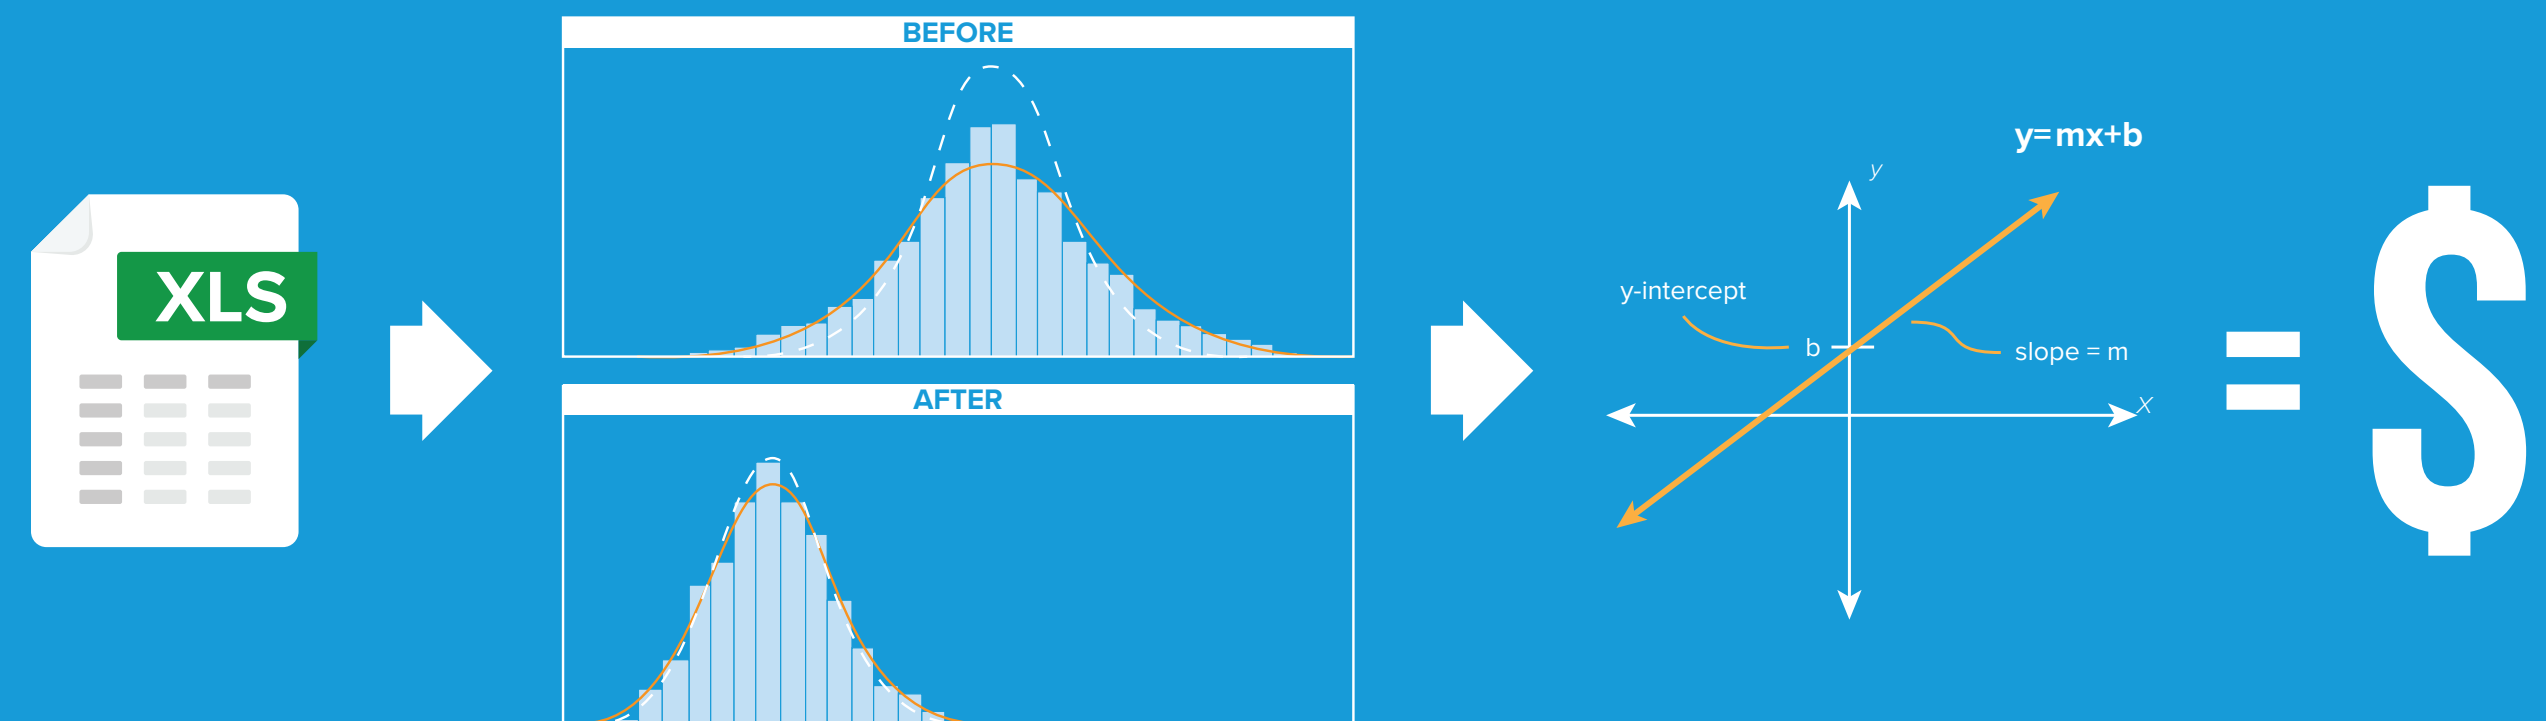 XLS
BEFORE
AFTER
y=mx+b
y
y-intercept
b
slope = m
x
=
$